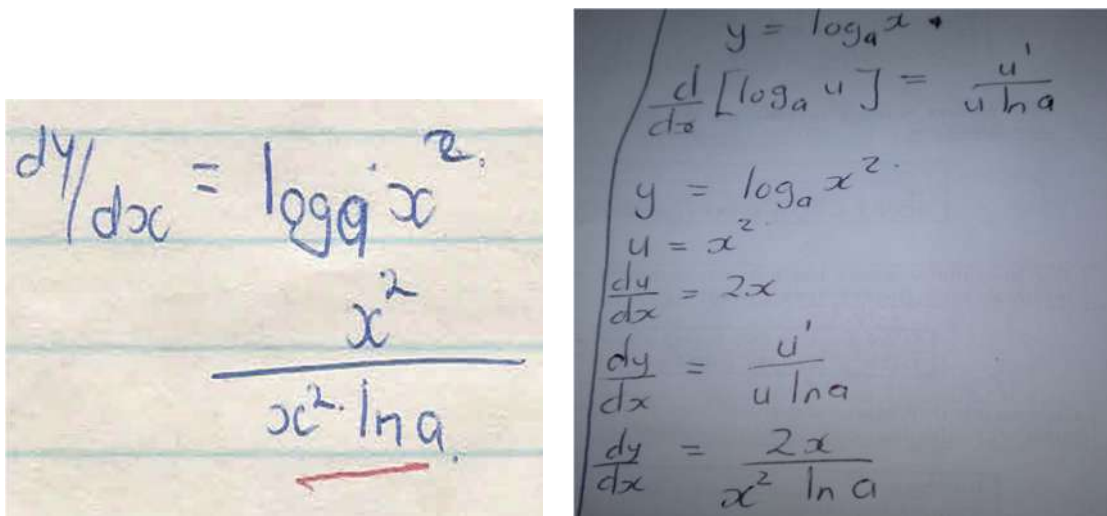 dy/dx = logₐ x².
x²
x². ln a.
y = logₐ x
d/dx [logₐ u] = u' / u ln a
y = logₐ x².
u = x².
du/dx = 2x
dy/dx = u' / u ln a
dy/dx = 2x / x² ln a